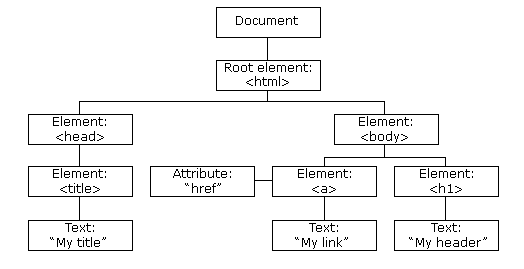 Document
Root element:
<html>
Element:
<head>
Element:
<body>
Element:
<title>
Attribute:
“href”
Element:
<a>
Element:
<h1>
Text:
“My title”
Text:
“My link”
Text:
“My header”